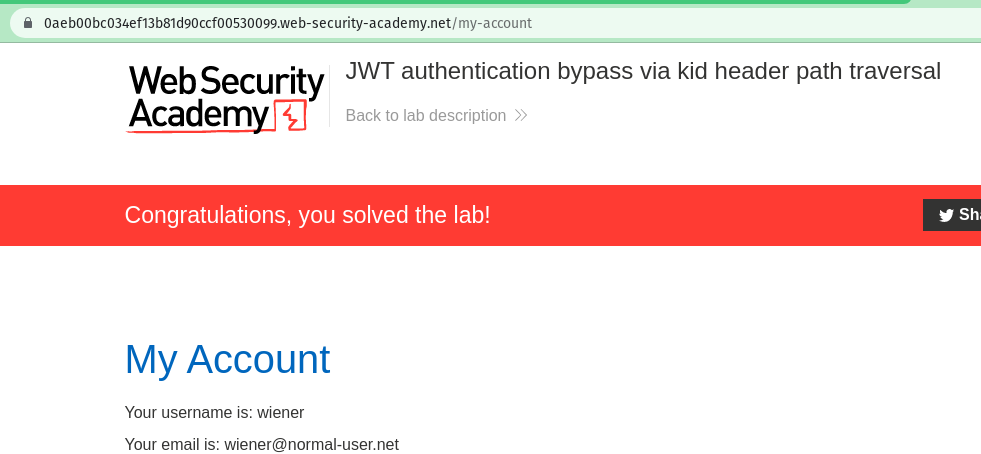 0aeb00bc034ef13b81d90ccf00530099.web-security-academy.net/my-account
Web Security
Academy
JWT authentication bypass via kid header path traversal
Back to lab description
Congratulations, you solved the lab!
Sha
My Account
Your username is: wiener
Your email is: wiener@normal-user.net